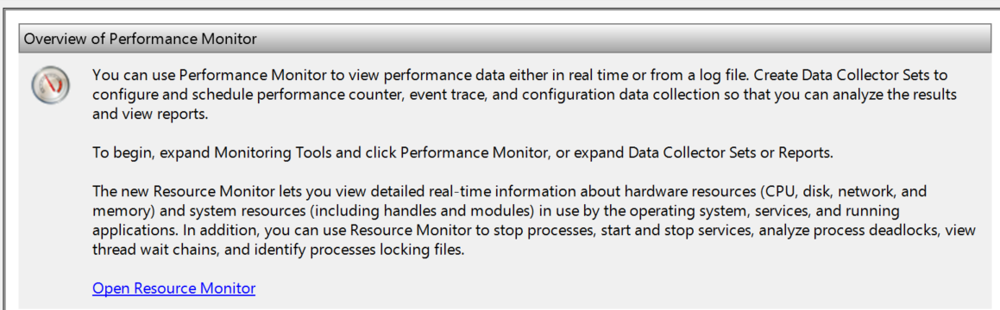 Overview of Performance Monitor
You can use Performance Monitor to view performance data either in real time or from a log file. Create Data Collector Sets to
configure and schedule performance counter, event trace, and configuration data collection so that you can analyze the results
and view reports.
To begin, expand Monitoring Tools and click Performance Monitor, or expand Data Collector Sets or Reports.
The new Resource Monitor lets you view detailed real-time information about hardware resources (CPU, disk, network, and
memory) and system resources (including handles and modules) in use by the operating system, services, and running
applications. In addition, you can use Resource Monitor to stop processes, start and stop services, analyze process deadlocks, view
thread wait chains, and identify processes locking files.
Open Resource Monitor